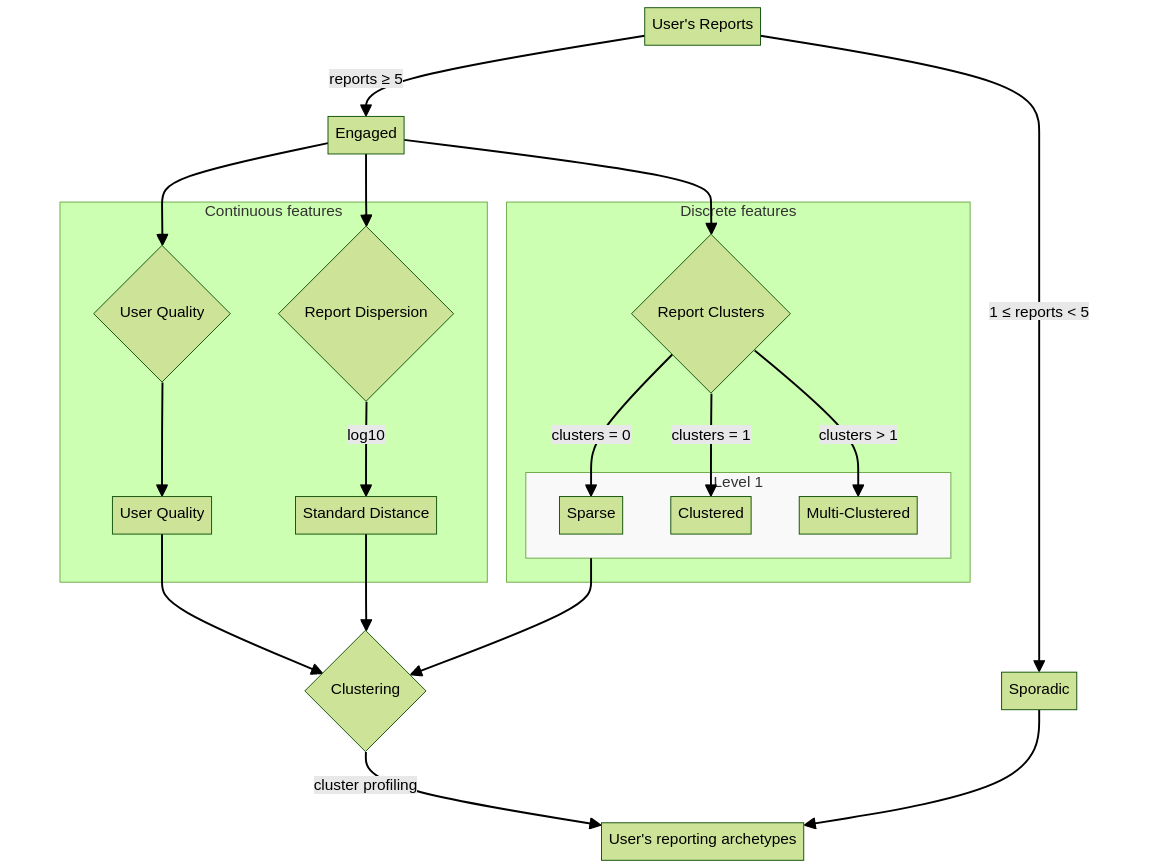 User's Reports
reports ≥ 5
Engaged
Continuous features
Discrete features
User Quality
Report Dispersion
Report Clusters
1 ≤ reports < 5
log10
clusters = 0
clusters = 1
clusters > 1
Level 1
User Quality
Standard Distance
Sparse
Clustered
Multi-Clustered
Clustering
Sporadic
cluster profiling
User's reporting archetypes